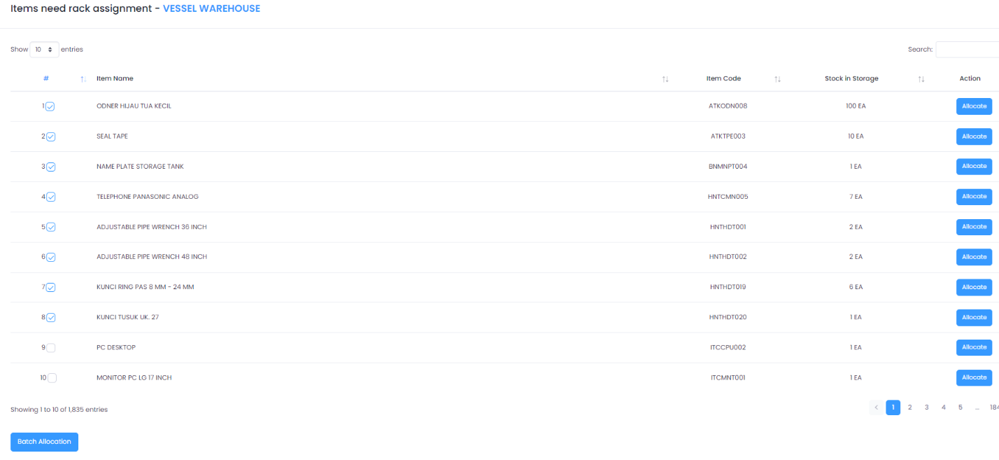 Items need rack assignment - VESSEL WAREHOUSE
Show 10 entries
Search:
# Item Name Item Code Stock in Storage Action
1 ODNER HIJAU TUA KECIL ATKODN008 100 EA Allocate
2 SEAL TAPE ATKTPE003 10 EA Allocate
3 NAME PLATE STORAGE TANK BNMNPT004 1 EA Allocate
4 TELEPHONE PANASONIC ANALOG HNTCMN005 7 EA Allocate
5 ADJUSTABLE PIPE WRENCH 36 INCH HNTHDT001 2 EA Allocate
6 ADJUSTABLE PIPE WRENCH 48 INCH HNTHDT002 2 EA Allocate
7 KUNCI RING PAS 8 MM - 24 MM HNTHDT019 6 EA Allocate
8 KUNCI TUSUK UK. 27 HNTHDT020 1 EA Allocate
9 PC DESKTOP ITCCPU002 1 EA Allocate
10 MONITOR PC LG 17 INCH ITCMNT001 1 EA Allocate
Showing 1 to 10 of 1,835 entries
< 1 2 3 4 5 ... 184
Batch Allocation